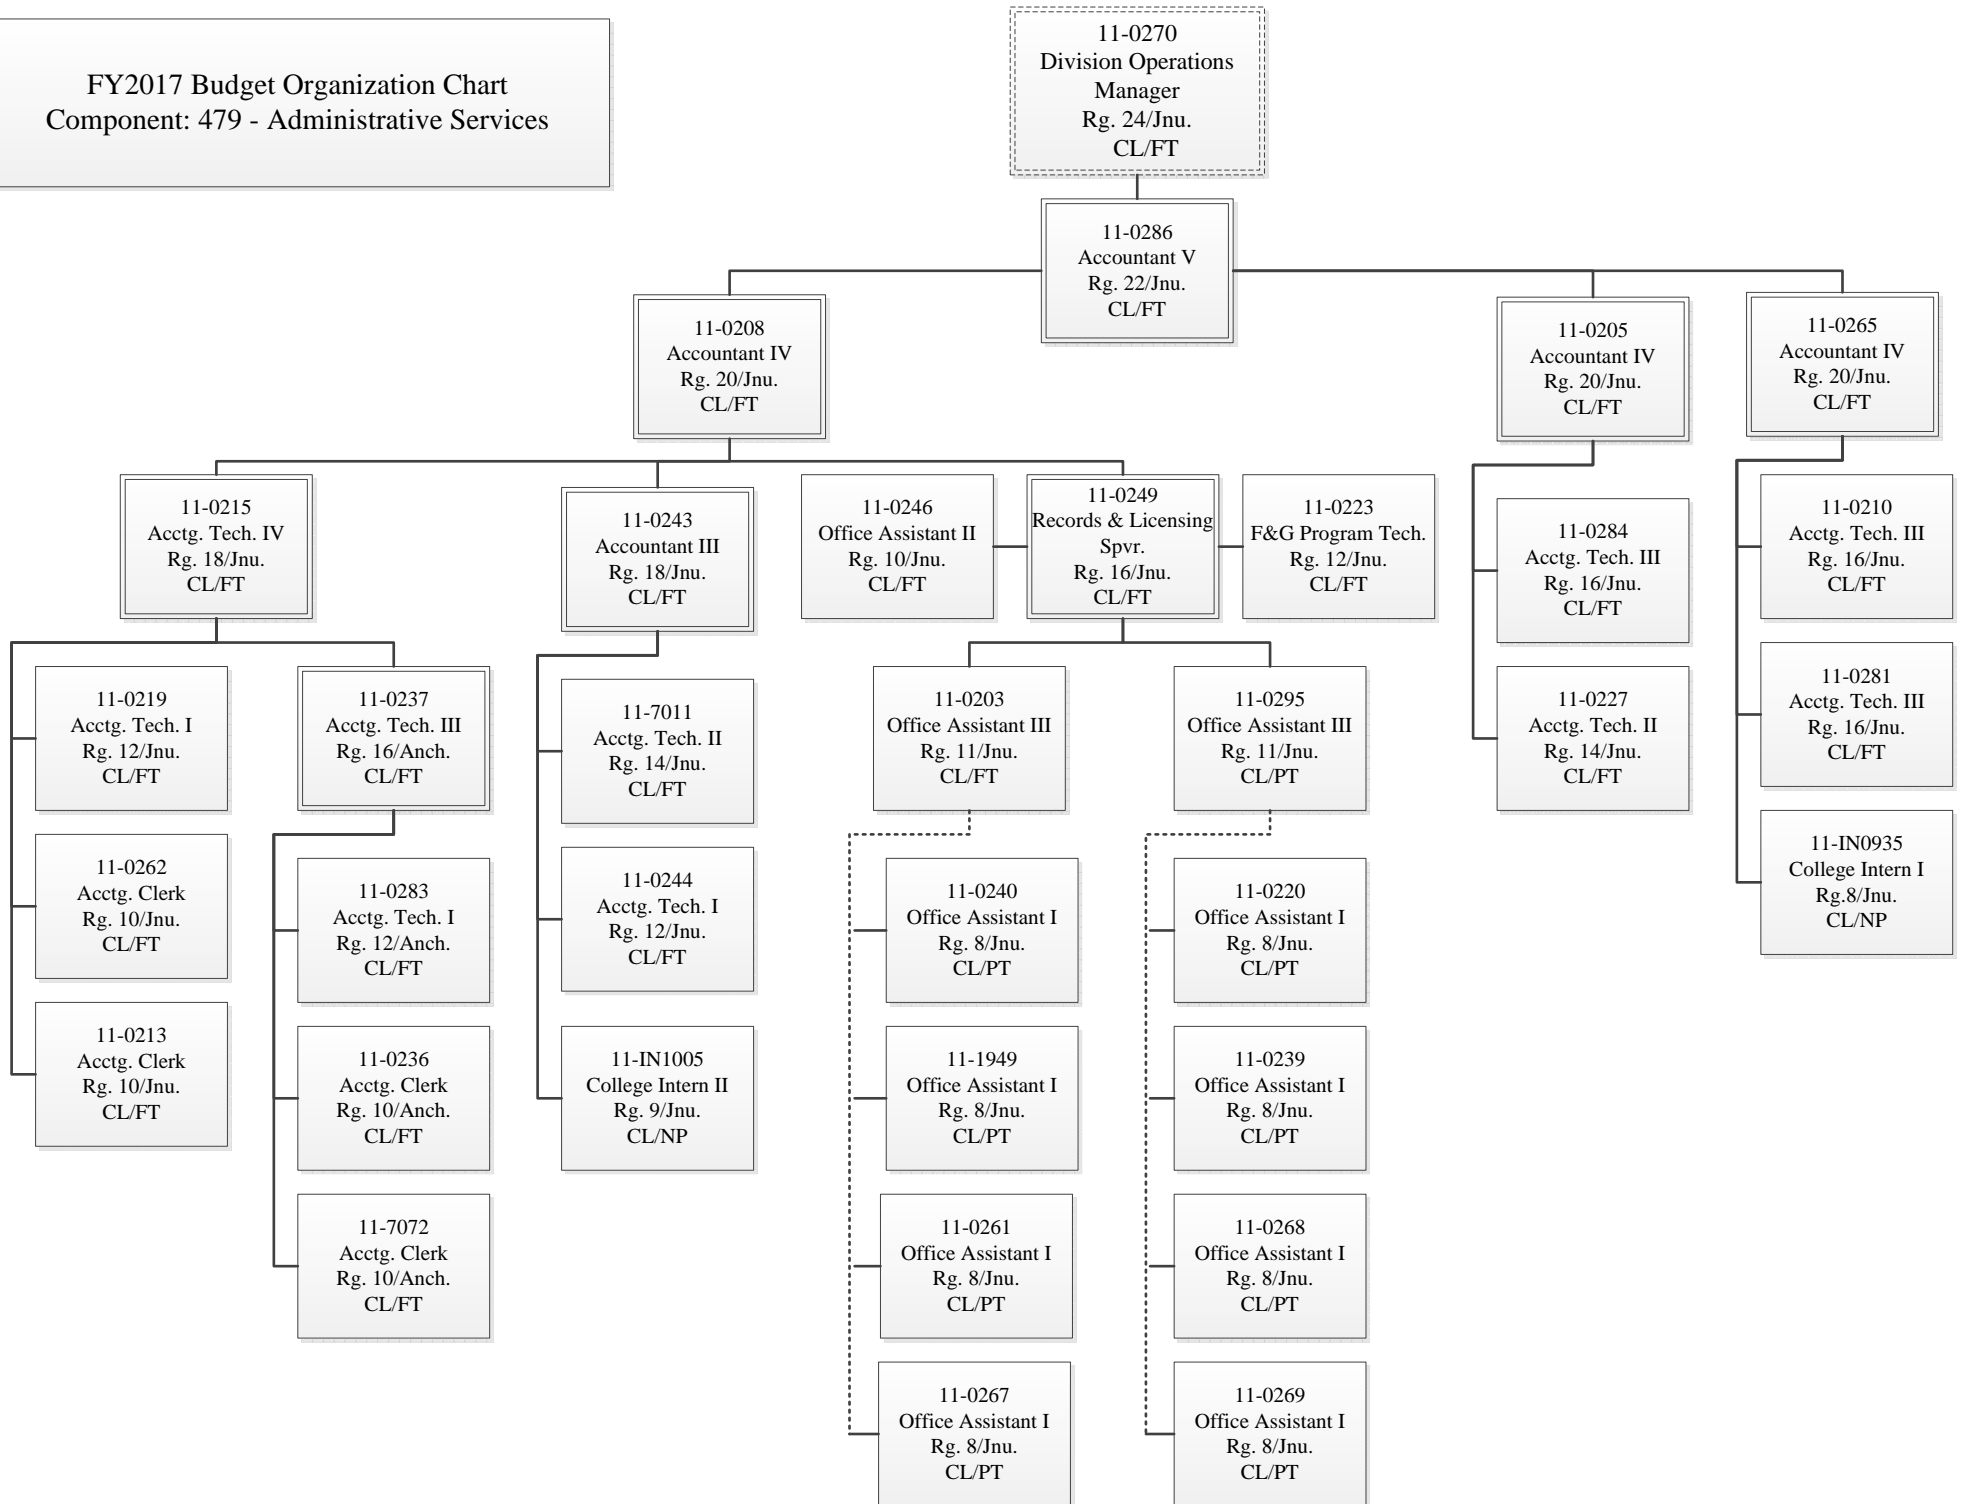 FY2017 Budget Organization Chart
Component: 479 - Administrative Services
11-0270
Division Operations
Manager
Rg. 24/Jnu.
CL/FT
11-0286
Accountant V
Rg. 22/Jnu.
CL/FT
11-0208
Accountant IV
Rg. 20/Jnu.
CL/FT
11-0205
Accountant IV
Rg. 20/Jnu.
CL/FT
11-0265
Accountant IV
Rg. 20/Jnu.
CL/FT
11-0215
Acctg. Tech. IV
Rg. 18/Jnu.
CL/FT
11-0243
Accountant III
Rg. 18/Jnu.
CL/FT
11-0246
Office Assistant II
Rg. 10/Jnu.
CL/FT
11-0249
Records & Licensing
Spvr.
Rg. 16/Jnu.
CL/FT
11-0223
F&G Program Tech.
Rg. 12/Jnu.
CL/FT
11-0284
Acctg. Tech. III
Rg. 16/Jnu.
CL/FT
11-0210
Acctg. Tech. III
Rg. 16/Jnu.
CL/FT
11-0219
Acctg. Tech. I
Rg. 12/Jnu.
CL/FT
11-0237
Acctg. Tech. III
Rg. 16/Anch.
CL/FT
11-7011
Acctg. Tech. II
Rg. 14/Jnu.
CL/FT
11-0203
Office Assistant III
Rg. 11/Jnu.
CL/FT
11-0295
Office Assistant III
Rg. 11/Jnu.
CL/PT
11-0227
Acctg. Tech. II
Rg. 14/Jnu.
CL/FT
11-0281
Acctg. Tech. III
Rg. 16/Jnu.
CL/FT
11-0262
Acctg. Clerk
Rg. 10/Jnu.
CL/FT
11-0283
Acctg. Tech. I
Rg. 12/Anch.
CL/FT
11-0244
Acctg. Tech. I
Rg. 12/Jnu.
CL/FT
11-0240
Office Assistant I
Rg. 8/Jnu.
CL/PT
11-0220
Office Assistant I
Rg. 8/Jnu.
CL/PT
11-IN0935
College Intern I
Rg.8/Jnu.
CL/NP
11-0213
Acctg. Clerk
Rg. 10/Jnu.
CL/FT
11-0236
Acctg. Clerk
Rg. 10/Anch.
CL/FT
11-IN1005
College Intern II
Rg. 9/Jnu.
CL/NP
11-1949
Office Assistant I
Rg. 8/Jnu.
CL/PT
11-0239
Office Assistant I
Rg. 8/Jnu.
CL/PT
11-7072
Acctg. Clerk
Rg. 10/Anch.
CL/FT
11-0261
Office Assistant I
Rg. 8/Jnu.
CL/PT
11-0268
Office Assistant I
Rg. 8/Jnu.
CL/PT
11-0267
Office Assistant I
Rg. 8/Jnu.
CL/PT
11-0269
Office Assistant I
Rg. 8/Jnu.
CL/PT